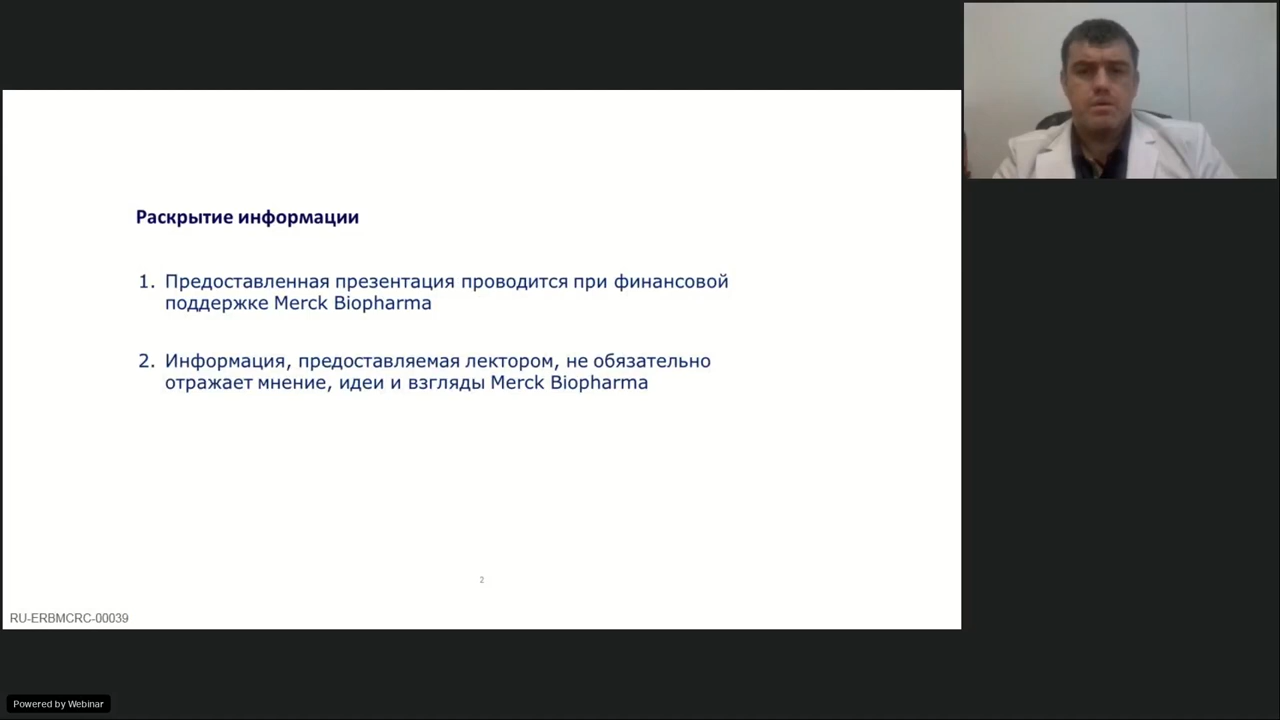 Раскрытие информации
1. Предоставленная презентация проводится при финансовой
поддержке Merck Biopharma
2. Информация, предоставляемая лектором, не обязательно
отражает мнение, идеи и взгляды Merck Biopharma
2
RU-ERBMCRC-00039
Powered by Webinar